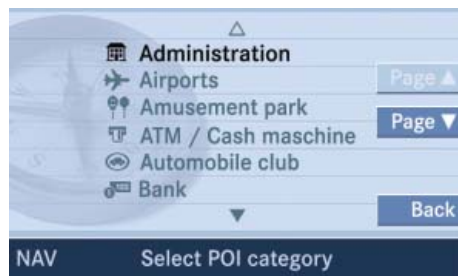 Administration
Airports
Page ▲
Amusement park
Page ▼
ATM / Cash maschine
Automobile club
Bank
Back
NAV Select POI category